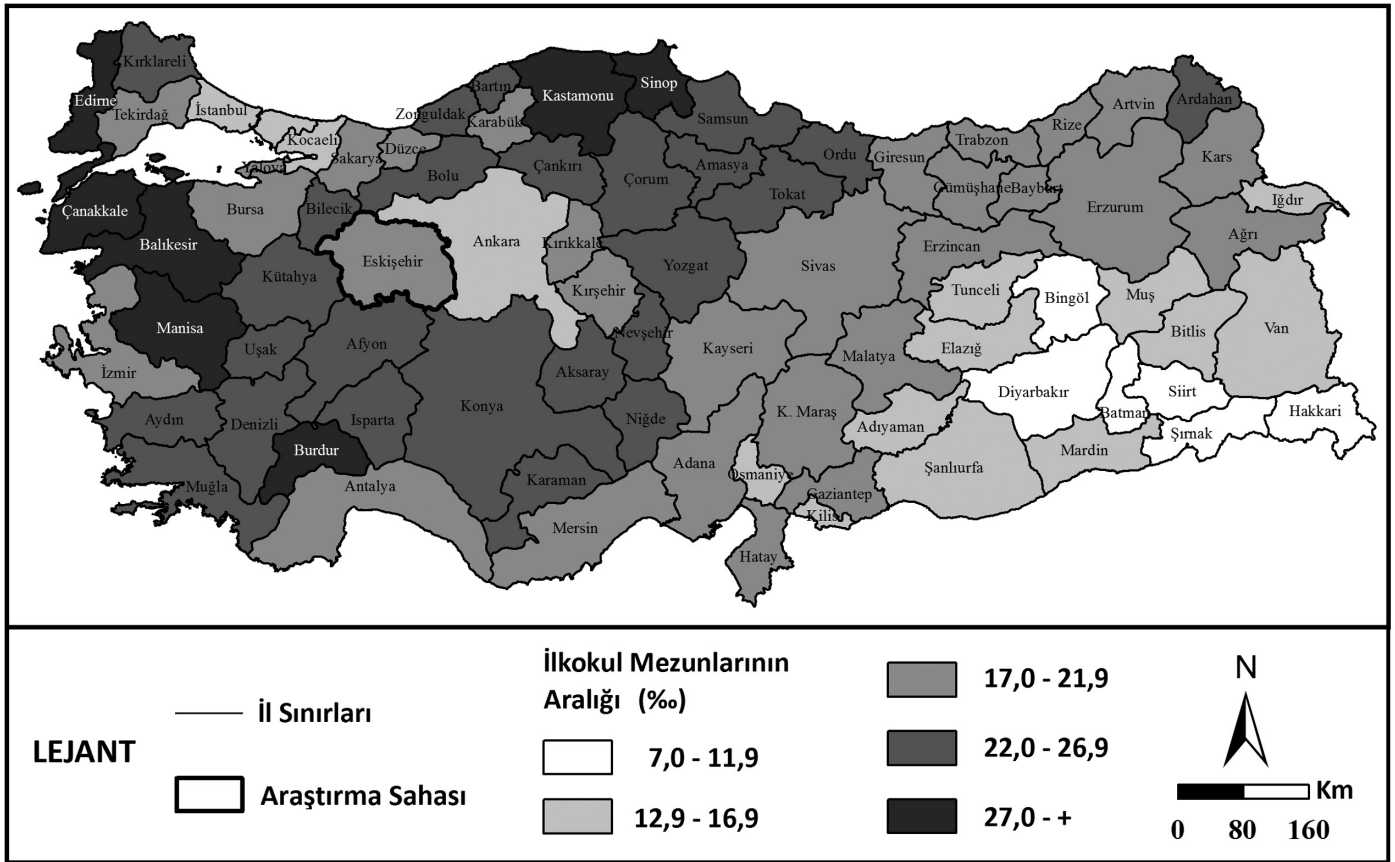 Kırklareli
Edirne
Tekirdağ
İstanbul
Kocaeli
Yalova
Sakarya
Düzce
Zonguldak
Bartın
Karabük
Kastamonu
Sinop
Samsun
Bolu
Çankırı
Çorum
Amasya
Tokat
Ordu
Giresun
Trabzon
Rize
Artvin
Ardahan
Kars
Gümüşhane
Bayburt
Erzurum
Iğdır
Ağrı
Çanakkale
Balıkesir
Bursa
Bilecik
Eskişehir
Ankara
Kırıkkale
Kırşehir
Yozgat
Sivas
Erzincan
Tunceli
Bingöl
Muş
Bitlis
Van
Kütahya
Manisa
Uşak
Afyon
İzmir
Nevşehir
Aksaray
Kayseri
Malatya
Elazığ
Diyarbakır
Batman
Siirt
Şırnak
Hakkari
Aydın
Denizli
Isparta
Burdur
Konya
Niğde
K. Maraş
Adıyaman
Şanlıurfa
Mardin
Muğla
Antalya
Karaman
Mersin
Adana
Osmaniye
Gaziantep
Kilis
Hatay
LEJANT
İl Sınırları
Araştırma Sahası
İlkokul Mezunlarının
Aralığı (‰)
7,0 - 11,9
12,9 - 16,9
17,0 - 21,9
22,0 - 26,9
27,0 - +
N
Km
0 80 160